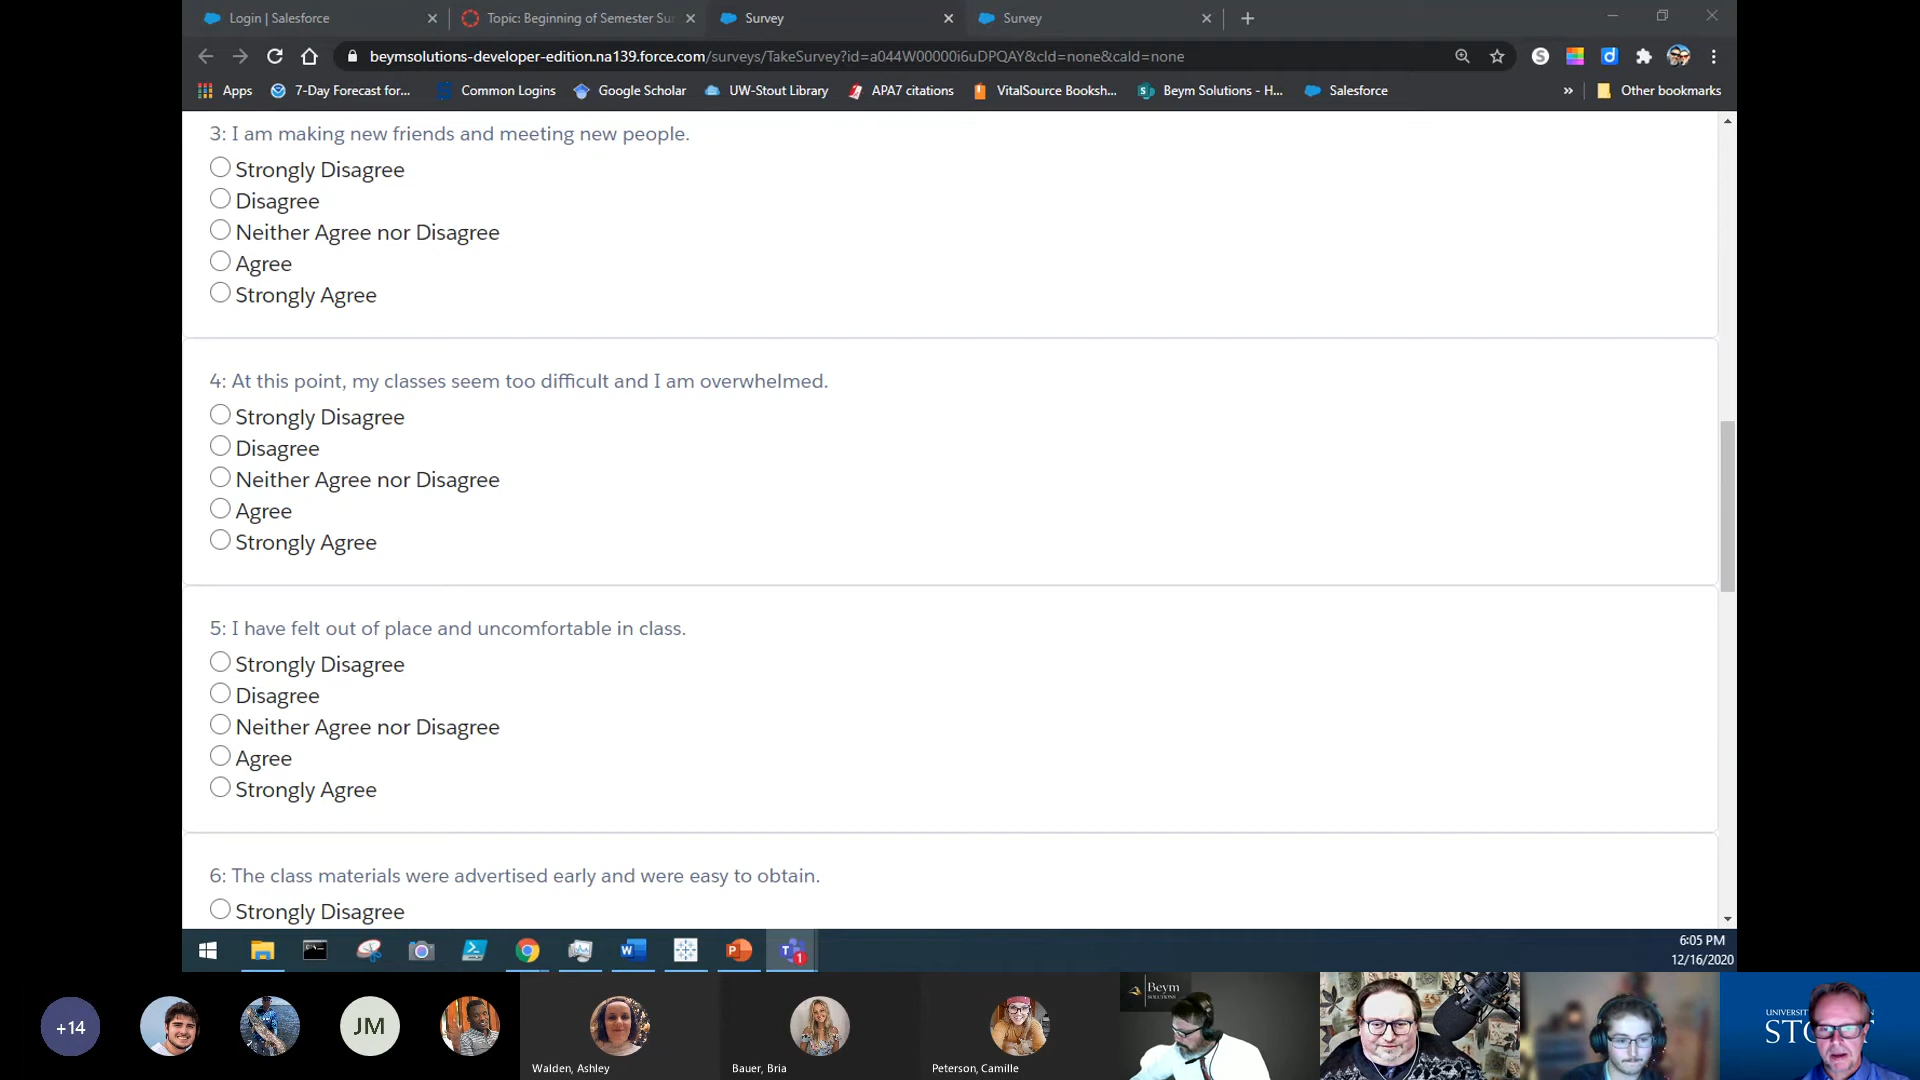 Login | Salesforce
Topic: Beginning of Semester Su
Survey
Survey
beymsolutions-developer-edition.na139.force.com/surveys/TakeSurvey?id=a044W00000i6uDPQAY&cId=none&caId=none
Apps
7-Day Forecast for...
Common Logins
Google Scholar
UW-Stout Library
APA7 citations
VitalSource Booksh...
Beym Solutions - H...
Salesforce
»
Other bookmarks
3: I am making new friends and meeting new people.
Strongly Disagree
Disagree
Neither Agree nor Disagree
Agree
Strongly Agree
4: At this point, my classes seem too difficult and I am overwhelmed.
Strongly Disagree
Disagree
Neither Agree nor Disagree
Agree
Strongly Agree
5: I have felt out of place and uncomfortable in class.
Strongly Disagree
Disagree
Neither Agree nor Disagree
Agree
Strongly Agree
6: The class materials were advertised early and were easy to obtain.
Strongly Disagree
6:05 PM
12/16/2020
+14
JM
Walden, Ashley
Bauer, Bria
Peterson, Camille
Beym
SOLUTIONS